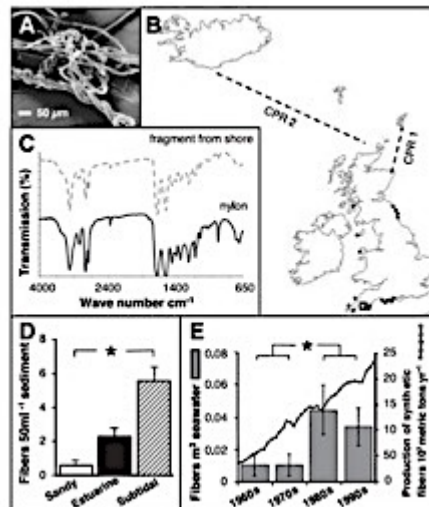 A
50 µm
B
CPR 2
CPR 1
C
fragment from shore
nylon
Transmission (%)
4000
2400
1400
650
Wave number cm⁻¹
D
Fibers 50ml⁻¹ sediment
8
6
4
2
0
Sandy
Estuarine
Subtidal
E
Fibers m³ seawater
0.08
0.06
0.04
0.02
0
1960s
1970s
1980s
1990s
25
20
15
10
5
0
Production of synthetic
fibers 10⁶ metric tons yr⁻¹